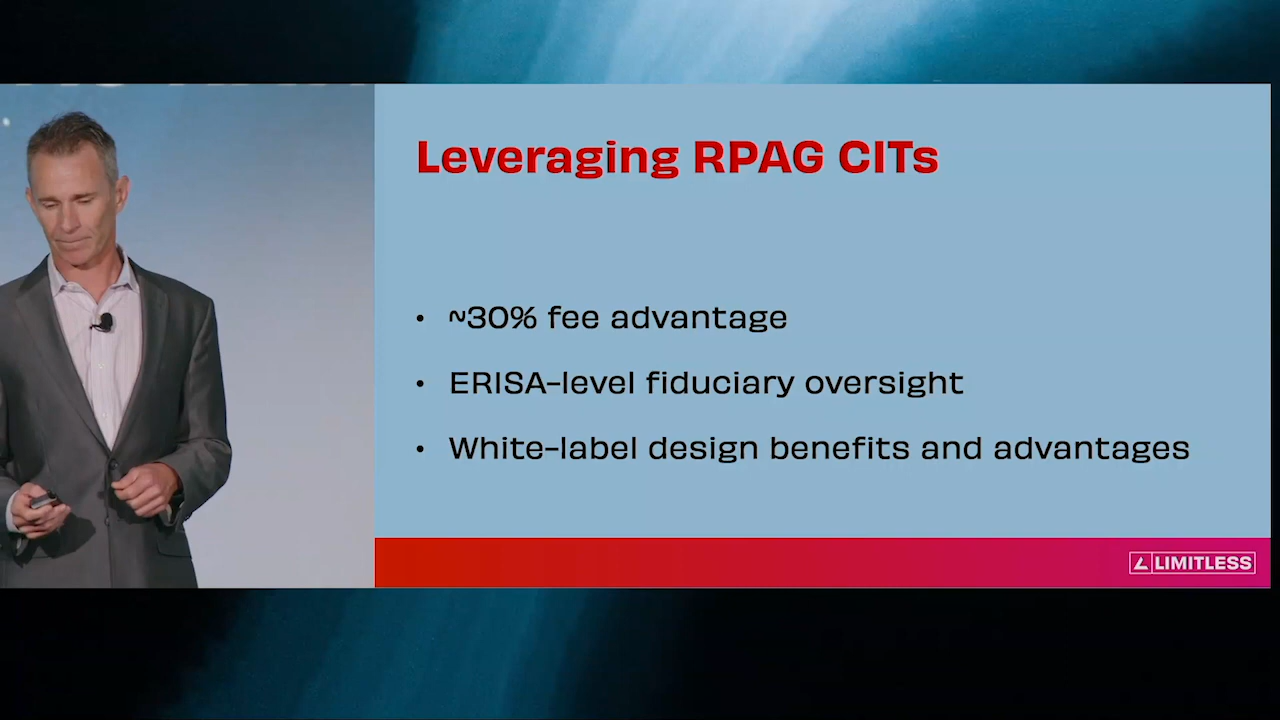 Leveraging RPAG CITs
• ~30% fee advantage
• ERISA-level fiduciary oversight
• White-label design benefits and advantages
LIMITLESS